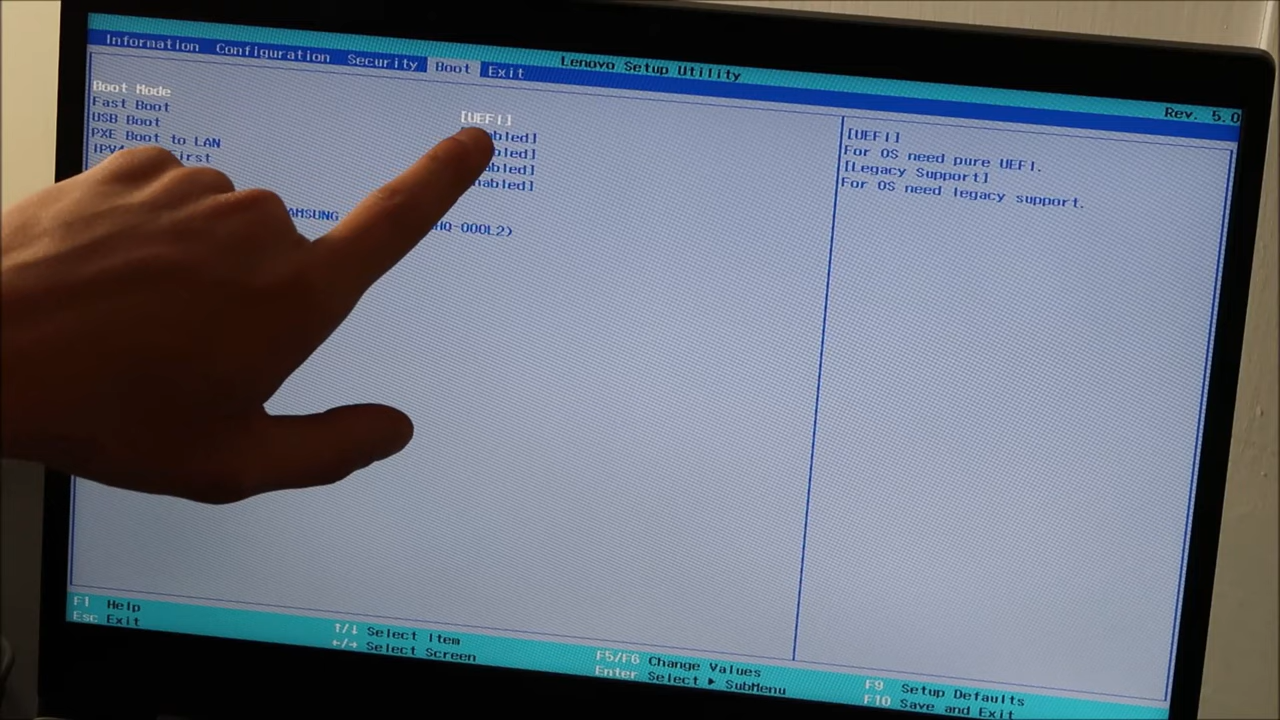 Lenovo Setup Utility
Rev. 5.0
Information Configuration Security Boot Exit
Boot Mode [UEFI]
Fast Boot
USB Boot
PXE Boot to LAN
First
[UEFI]
For OS need pure UEFI.
[Legacy Support]
For OS need legacy support.
F1 Help ↑/↓ Select Item F5/F6 Change Values F9 Setup Defaults
Esc Exit ←/→ Select Screen Enter Select ▶ SubMenu F10 Save and Exit